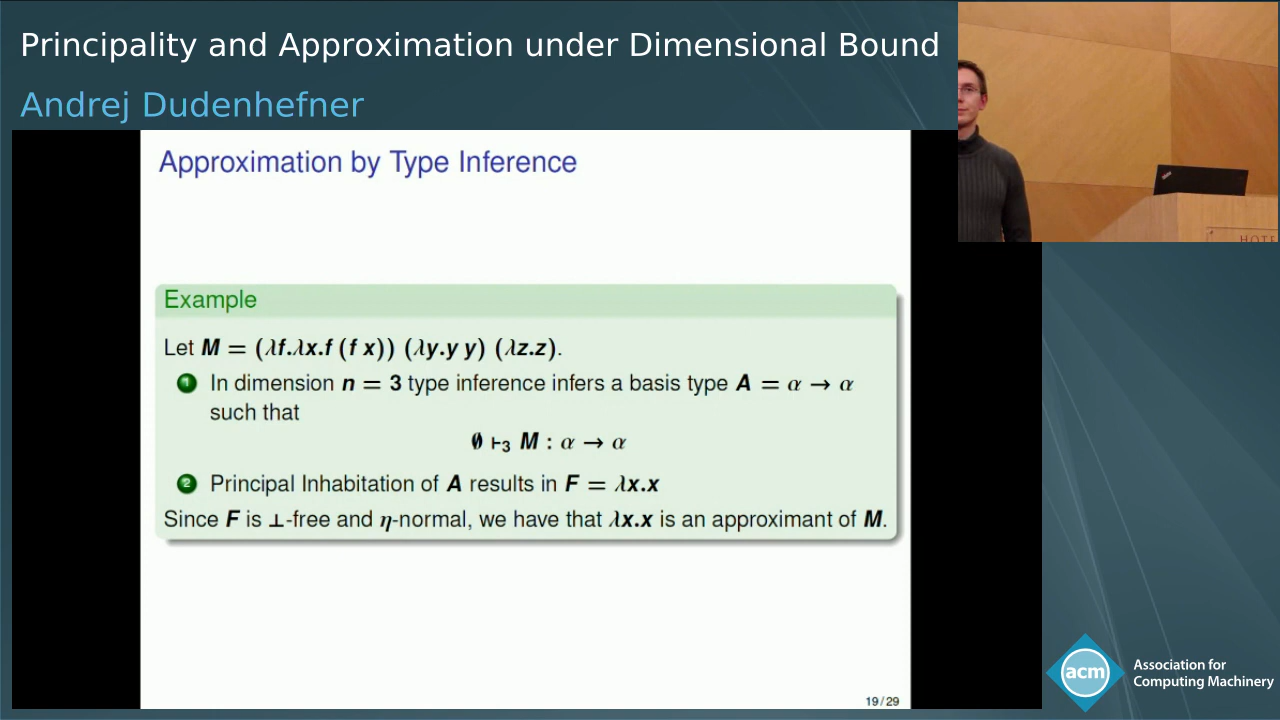 Principality and Approximation under Dimensional Bound
Andrej Dudenhefner
Approximation by Type Inference
Example
Let M = (λf.λx.f (f x)) (λy.y y) (λz.z).
1 In dimension n = 3 type inference infers a basis type A = α → α
such that
∅ ⊢₃ M : α → α
2 Principal Inhabitation of A results in F = λx.x
Since F is ⊥-free and η-normal, we have that λx.x is an approximant of M.
19/29
HOTE
acm
Association for
Computing Machinery